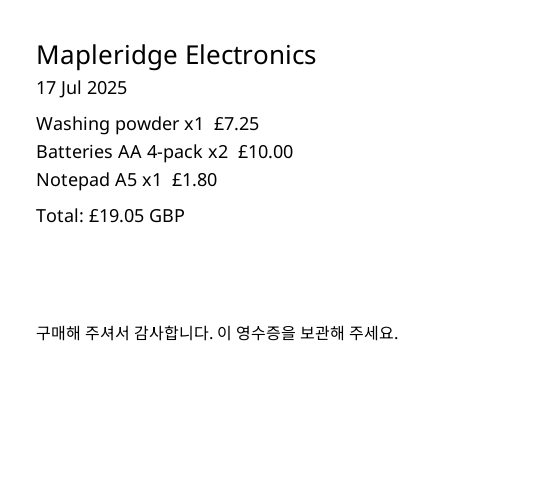 Mapleridge Electronics
17 Jul 2025
Washing powder x1  £7.25
Batteries AA 4-pack x2  £10.00
Notepad A5 x1  £1.80
Total: £19.05 GBP
구매해 주셔서 감사합니다. 이 영수증을 보관해 주세요.